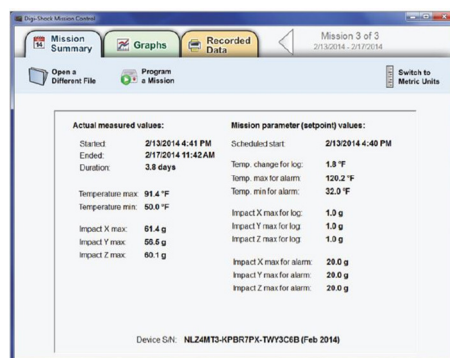 Digi-Shock Mission Control
Mission Summary
Graphs
Recorded Data
Mission 3 of 3
2/13/2014 - 2/17/2014
Open a Different File
Program a Mission
Switch to Metric Units
Actual measured values:
Started: 2/13/2014 4:41 PM
Ended: 2/17/2014 11:42 AM
Duration: 3.8 days
Temperature max: 91.4 °F
Temperature min: 50.0 °F
Impact X max: 61.4 g
Impact Y max: 56.5 g
Impact Z max: 60.1 g
Mission parameter (setpoint) values:
Scheduled start: 2/13/2014 4:40 PM
Temp. change for log: 1.8 °F
Temp. max for alarm: 120.2 °F
Temp. min for alarm: 32.0 °F
Impact X max for log: 1.0 g
Impact Y max for log: 1.0 g
Impact Z max for log: 1.0 g
Impact X max for alarm: 20.0 g
Impact Y max for alarm: 20.0 g
Impact Z max for alarm: 20.0 g
Device S/N: NLZ4MT3-KPBR7PX-TWY3C6B (Feb 2014)